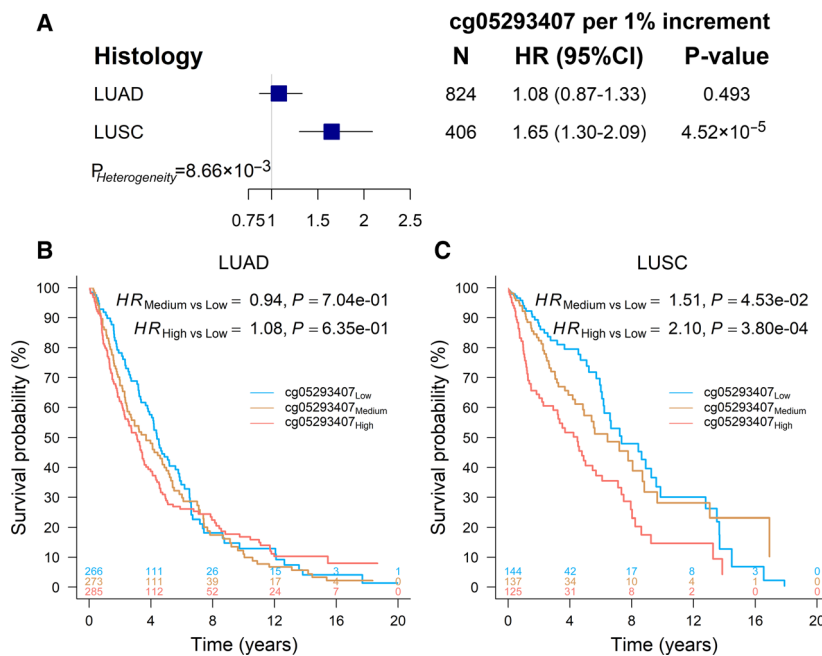 A
cg05293407 per 1% increment
Histology N HR (95%CI) P-value
LUAD 824 1.08 (0.87-1.33) 0.493
LUSC 406 1.65 (1.30-2.09) 4.52×10−5
PHeterogeneity=8.66×10−3
0.75 1 1.5 2 2.5
B
LUAD
HRMedium vs Low = 0.94, P = 7.04e-01
HRHigh vs Low = 1.08, P = 6.35e-01
cg05293407Low
cg05293407Medium
cg05293407High
Survival probability (%)
100
90
80
70
60
50
40
30
20
10
0
266 111 26 15 3 1
273 111 39 17 4 0
285 112 52 24 7 0
0 4 8 12 16 20
Time (years)
C
LUSC
HRMedium vs Low = 1.51, P = 4.53e-02
HRHigh vs Low = 2.10, P = 3.80e-04
cg05293407Low
cg05293407Medium
cg05293407High
Survival probability (%)
100
90
80
70
60
50
40
30
20
10
0
144 42 17 8 3 0
137 34 10 4 1 0
125 31 8 2 0 0
0 4 8 12 16 20
Time (years)